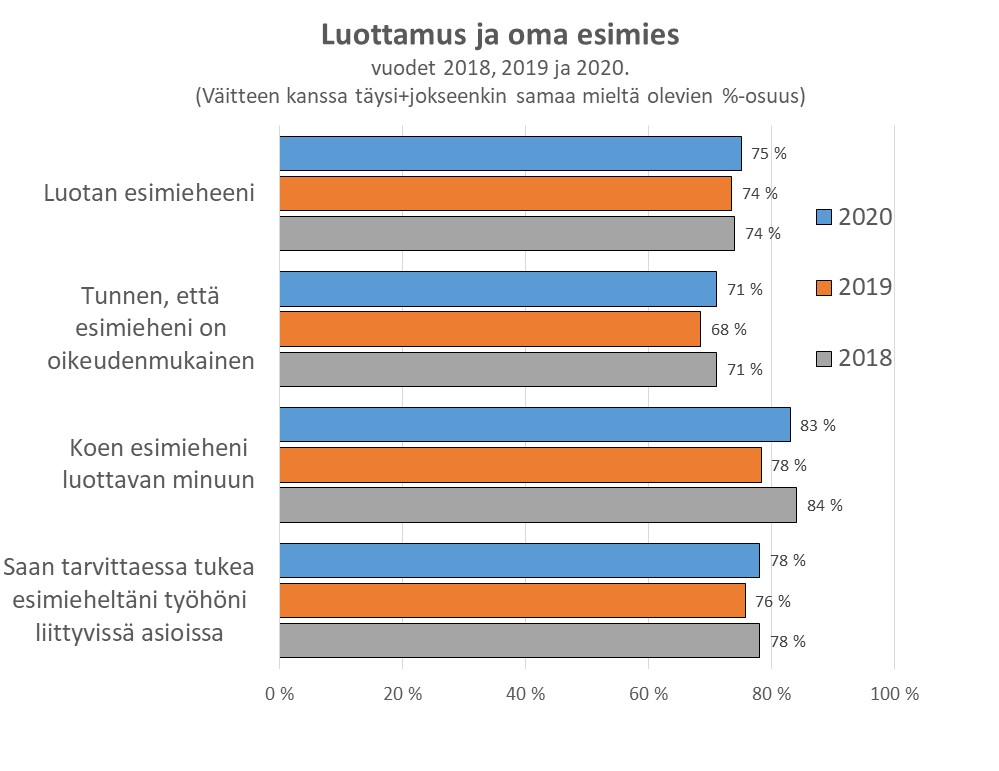 Luottamus ja oma esimies
vuodet 2018, 2019 ja 2020.
(Väitteen kanssa täysi+jokseenkin samaa mieltä olevien %-osuus)
Luotan esimieheeni
75 %
74 %
74 %
Tunnen, että
esimieheni on
oikeudenmukainen
71 %
68 %
71 %
Koen esimieheni
luottavan minuun
83 %
78 %
84 %
Saan tarvittaessa tukea
esimieheltäni työhöni
liittyvissä asioissa
78 %
76 %
78 %
2020
2019
2018
0 %
20 %
40 %
60 %
80 %
100 %